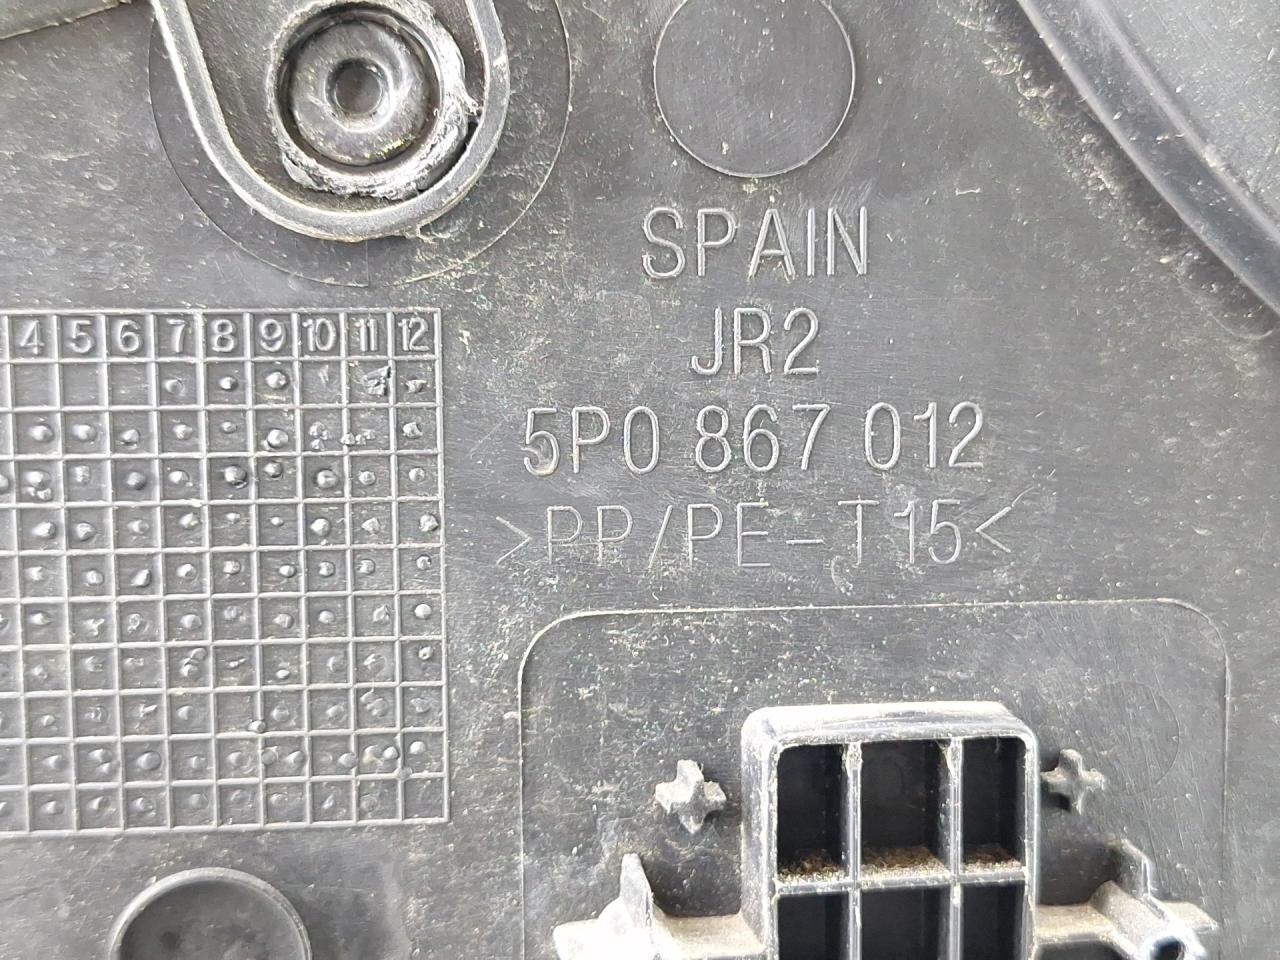 SPAIN
JR2
5P0 867 012
>PP/PE-T15<
4 5 6 7 8 9 10 11 12